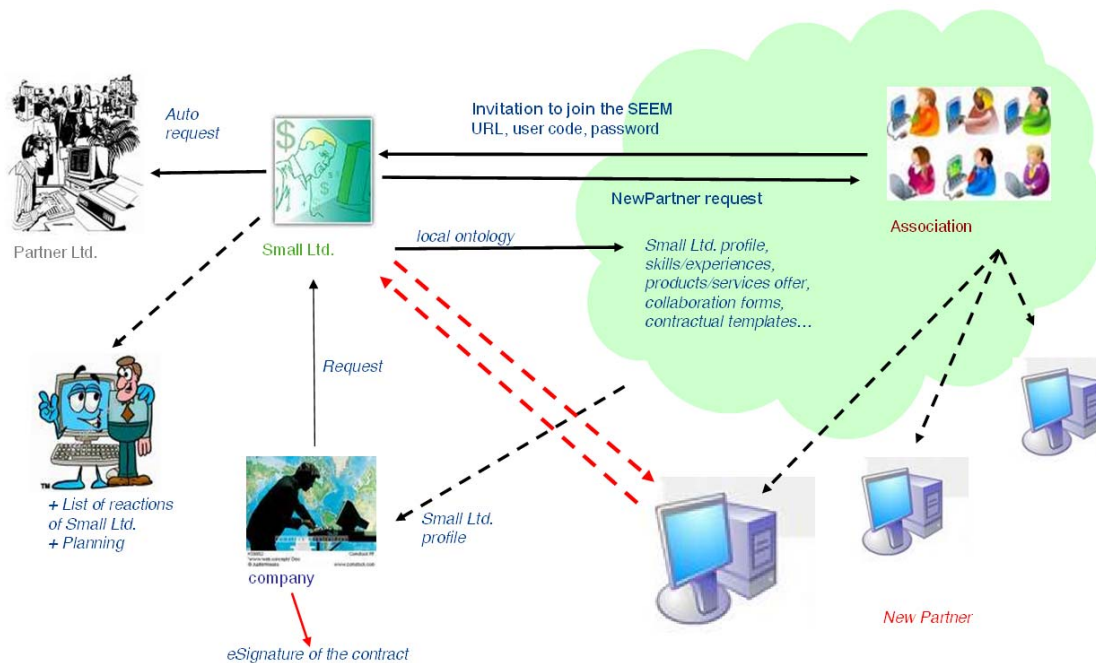 Auto
request
Invitation to join the SEEM
URL, user code, password
NewPartner request
Partner Ltd.
Small Ltd.
local ontology
Association
Small Ltd. profile,
skills/experiences,
products/services offer,
collaboration forms,
contractual templates…
Request
TM
+ List of reactions
of Small Ltd.
+ Planning
Small Ltd.
profile
company
New Partner
eSignature of the contract